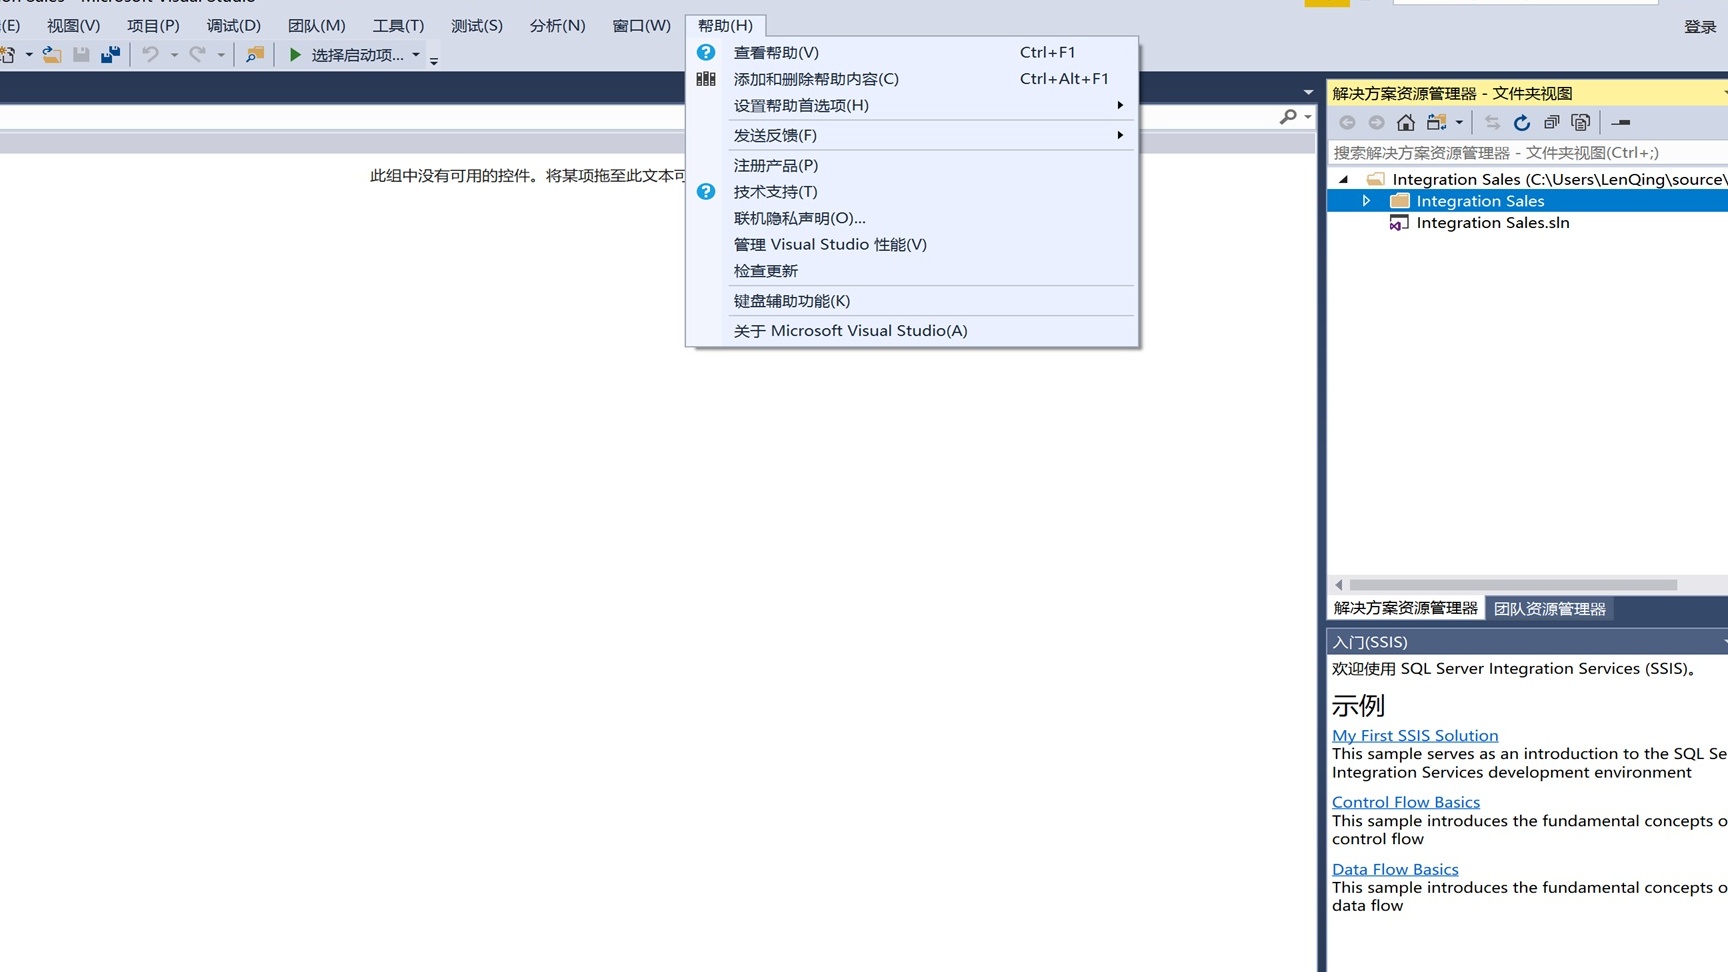 Microsoft Visual Studio
(E) 视图(V) 项目(P) 调试(D) 团队(M) 工具(T) 测试(S) 分析(N) 窗口(W) 帮助(H)
登录
选择启动项...
查看帮助(V) Ctrl+F1
添加和删除帮助内容(C) Ctrl+Alt+F1
设置帮助首选项(H)
发送反馈(F)
注册产品(P)
技术支持(T)
联机隐私声明(O)...
管理 Visual Studio 性能(V)
检查更新
键盘辅助功能(K)
关于 Microsoft Visual Studio(A)
此组中没有可用的控件。将某项拖至此文本可
解决方案资源管理器 - 文件夹视图
搜索解决方案资源管理器 - 文件夹视图(Ctrl+;)
Integration Sales (C:\Users\LenQing\source\
Integration Sales
Integration Sales.sln
解决方案资源管理器 团队资源管理器
入门(SSIS)
欢迎使用 SQL Server Integration Services (SSIS)。
示例
My First SSIS Solution
This sample serves as an introduction to the SQL Se
Integration Services development environment
Control Flow Basics
This sample introduces the fundamental concepts o
control flow
Data Flow Basics
This sample introduces the fundamental concepts o
data flow